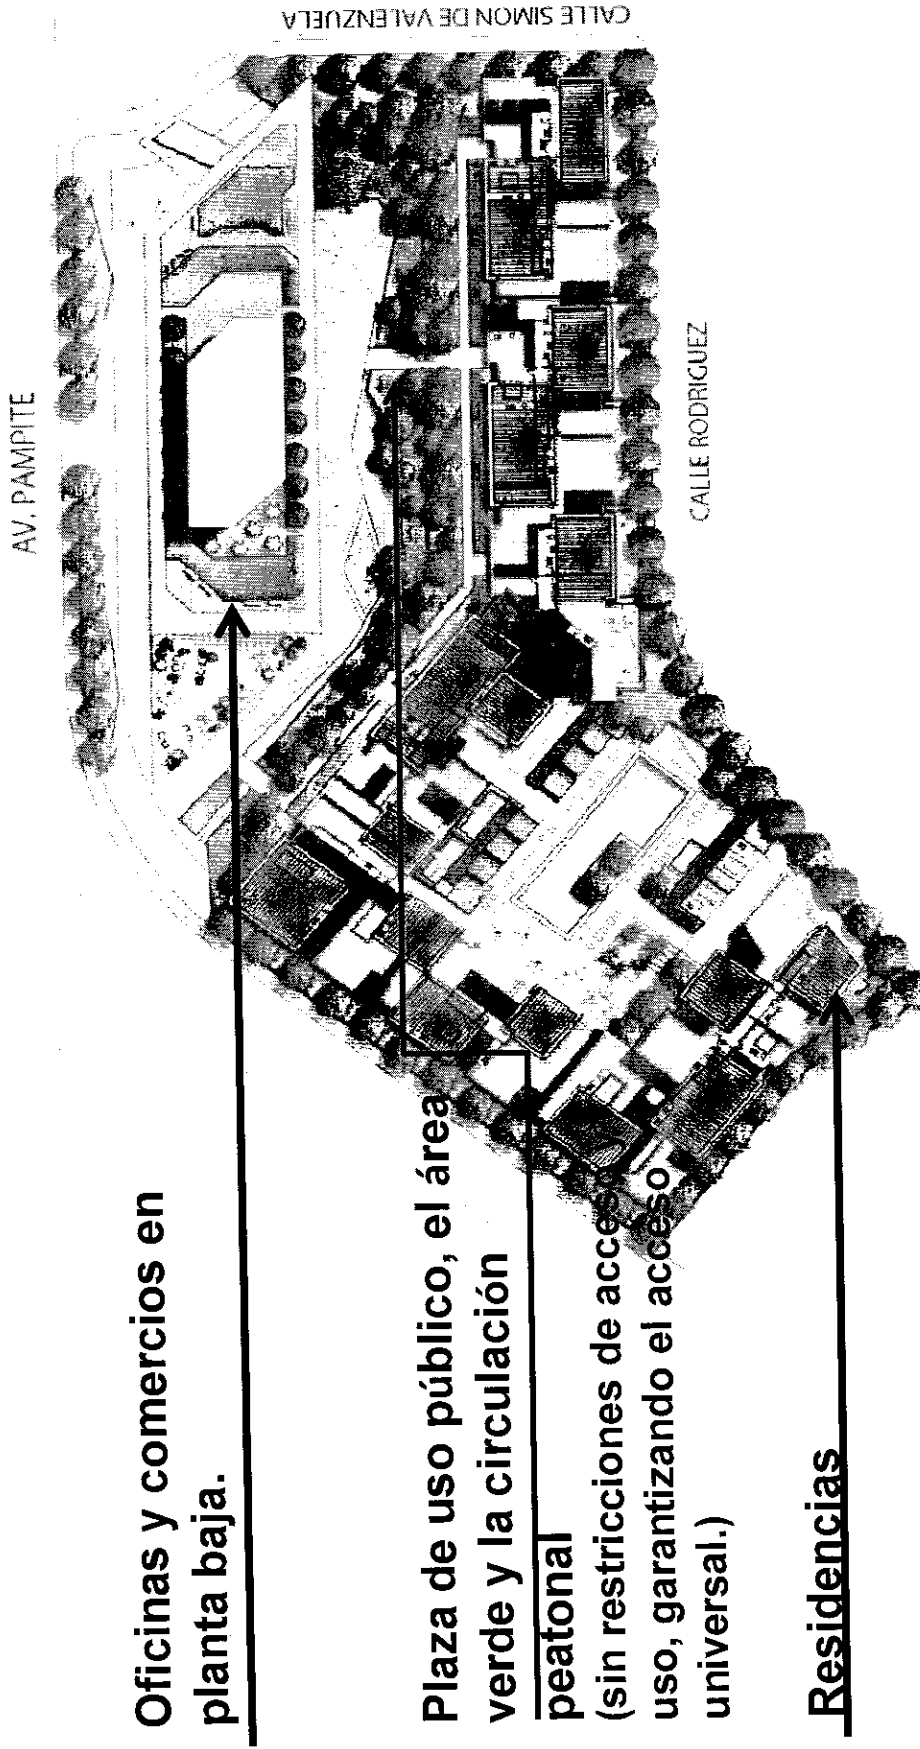 Oficinas y comercios en
planta baja.
Plaza de uso público, el área
verde y la circulación
peatonal
(sin restricciones de acceso
uso, garantizando el acceso
universal.)
Residencias
AV. PAMPITE
CALLE SIMON DE VALENZUELA
CALLE RODRIGUEZ